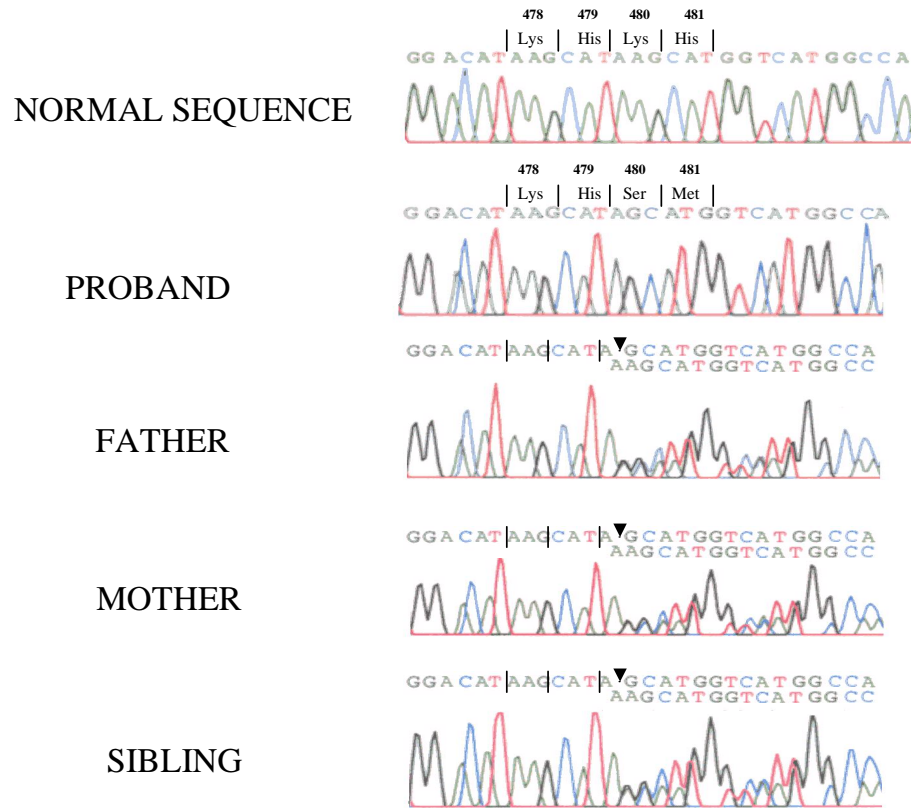 478 479 480 481
Lys His Lys His
GGACATAAGCATAAGCATGGTCATGGCCA
NORMAL SEQUENCE
478 479 480 481
Lys His Ser Met
GGACATAAGCATAGCATGGTCATGGCCA
PROBAND
GGACATAAGCATAGCATGGTCATGGCCA
AAGCATGGTCATGGCC
FATHER
GGACATAAGCATAGCATGGTCATGGCCA
AAGCATGGTCATGGCC
MOTHER
GGACATAAGCATAGCATGGTCATGGCCA
AAGCATGGTCATGGCC
SIBLING